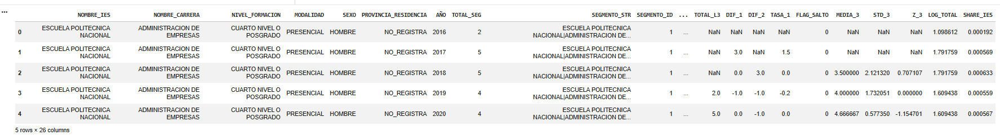 ...
NOMBRE_IES NOMBRE_CARRERA NIVEL_FORMACION MODALIDAD SEXO PROVINCIA_RESIDENCIA AÑO TOTAL_SEG SEGMENTO_STR SEGMENTO_ID ... TOTAL_L3 DIF_1 DIF_2 TASA_1 FLAG_SALTO MEDIA_3 STD_3 Z_3 LOG_TOTAL SHARE_IES
ESCUELA POLITECNICA ADMINISTRACION DE CUARTO NIVEL O ESCUELA POLITECNICA
0 PRESENCIAL HOMBRE NO_REGISTRA 2016 2 1 ... NaN NaN NaN NaN 0 NaN NaN NaN 1.098612 0.000192
NACIONAL EMPRESAS POSGRADO NACIONAL|ADMINISTRACION DE...
ESCUELA POLITECNICA ADMINISTRACION DE CUARTO NIVEL O ESCUELA POLITECNICA
1 PRESENCIAL HOMBRE NO_REGISTRA 2017 5 1 ... NaN 3.0 NaN 1.5 0 NaN NaN NaN 1.791759 0.000569
NACIONAL EMPRESAS POSGRADO NACIONAL|ADMINISTRACION DE...
ESCUELA POLITECNICA ADMINISTRACION DE CUARTO NIVEL O ESCUELA POLITECNICA
2 PRESENCIAL HOMBRE NO_REGISTRA 2018 5 1 ... NaN 0.0 3.0 0.0 0 3.500000 2.121320 0.707107 1.791759 0.000633
NACIONAL EMPRESAS POSGRADO NACIONAL|ADMINISTRACION DE...
ESCUELA POLITECNICA ADMINISTRACION DE CUARTO NIVEL O ESCUELA POLITECNICA
3 PRESENCIAL HOMBRE NO_REGISTRA 2019 4 1 ... 2.0 -1.0 -1.0 -0.2 0 4.000000 1.732051 0.000000 1.609438 0.000559
NACIONAL EMPRESAS POSGRADO NACIONAL|ADMINISTRACION DE...
ESCUELA POLITECNICA ADMINISTRACION DE CUARTO NIVEL O ESCUELA POLITECNICA
4 PRESENCIAL HOMBRE NO_REGISTRA 2020 4 1 ... 5.0 0.0 -1.0 0.0 0 4.666667 0.577350 -1.154701 1.609438 0.000567
NACIONAL EMPRESAS POSGRADO NACIONAL|ADMINISTRACION DE...
5 rows × 26 columns